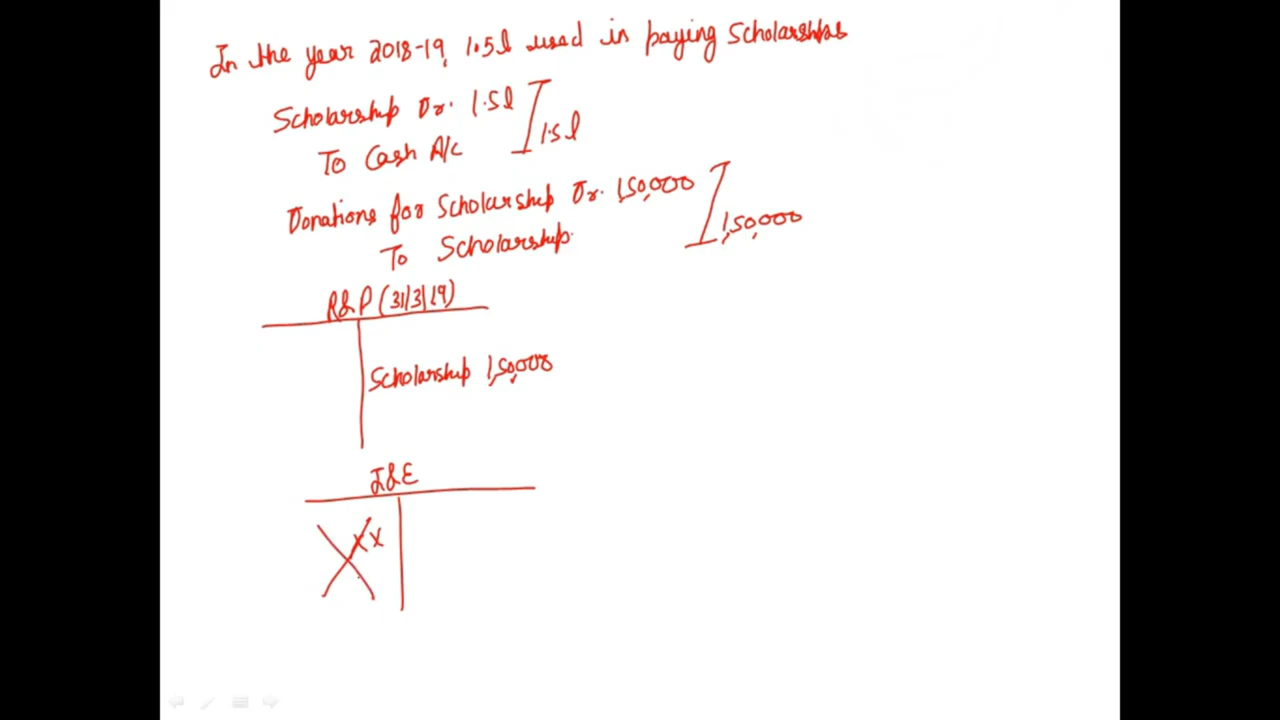 In the year 2018-19, 1.5l used in paying Scholarships
Scholarship Dr. 1.5l
To Cash A/c 1.5l
Donations for Scholarship Dr. 1,50,000
To Scholarship. 1,50,000
R&P (31/3/19)
Scholarship 1,50,000
I&E
XX